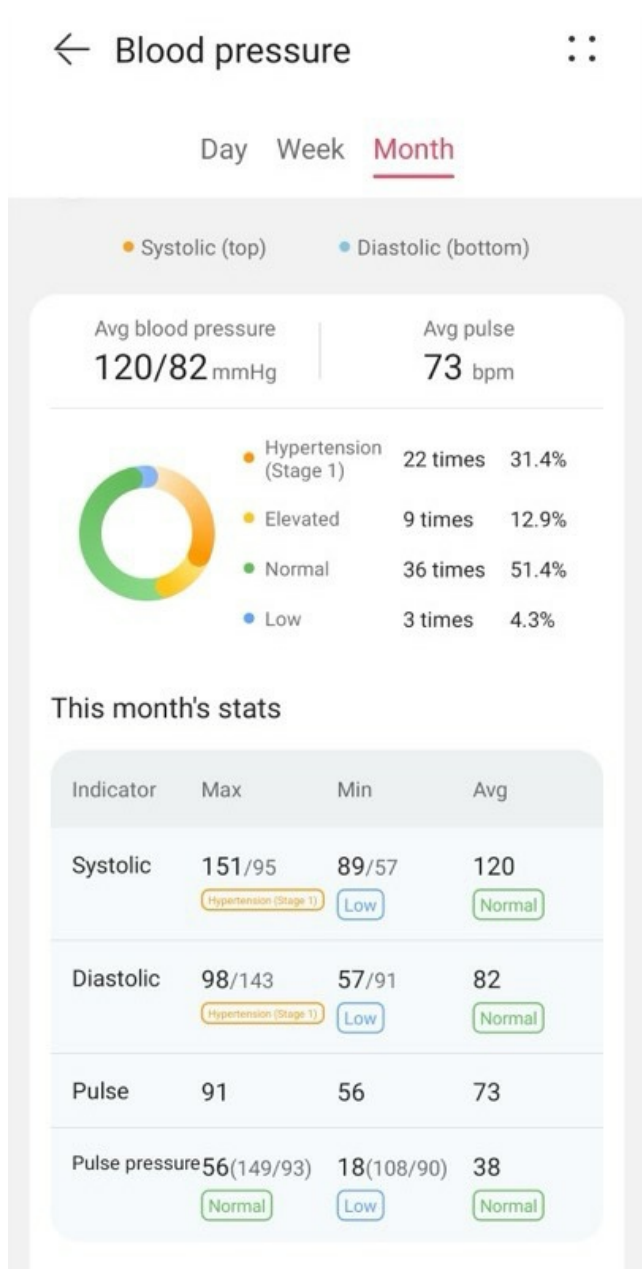 Blood pressure
Day Week Month
Systolic (top) Diastolic (bottom)
Avg blood pressure Avg pulse
120/82 mmHg 73 bpm
Hypertension (Stage 1) 22 times 31.4%
Elevated 9 times 12.9%
Normal 36 times 51.4%
Low 3 times 4.3%
This month's stats
Indicator Max Min Avg
Systolic 151/95 89/57 120
Hypertension (Stage 1) Low Normal
Diastolic 98/143 57/91 82
Hypertension (Stage 1) Low Normal
Pulse 91 56 73
Pulse pressure 56(149/93) 18(108/90) 38
Normal Low Normal